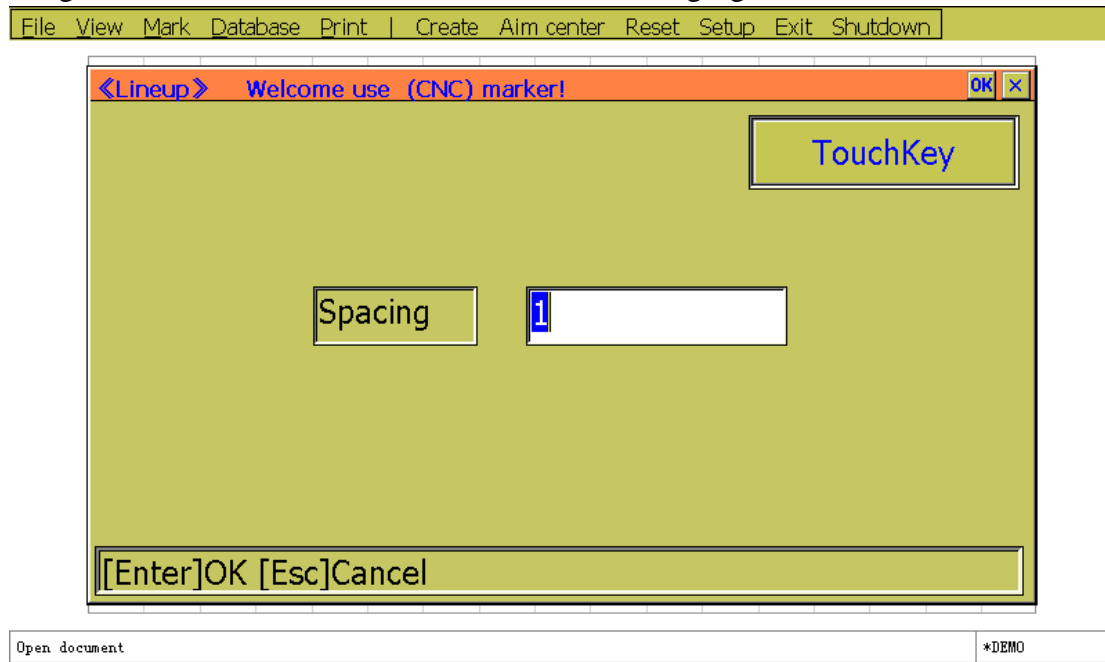 File View Mark Database Print | Create Aim center Reset Setup Exit Shutdown
《Lineup》 Welcome use (CNC) marker! OK ×
TouchKey
Spacing 1
[Enter]OK [Esc]Cancel
Open document *DEMO